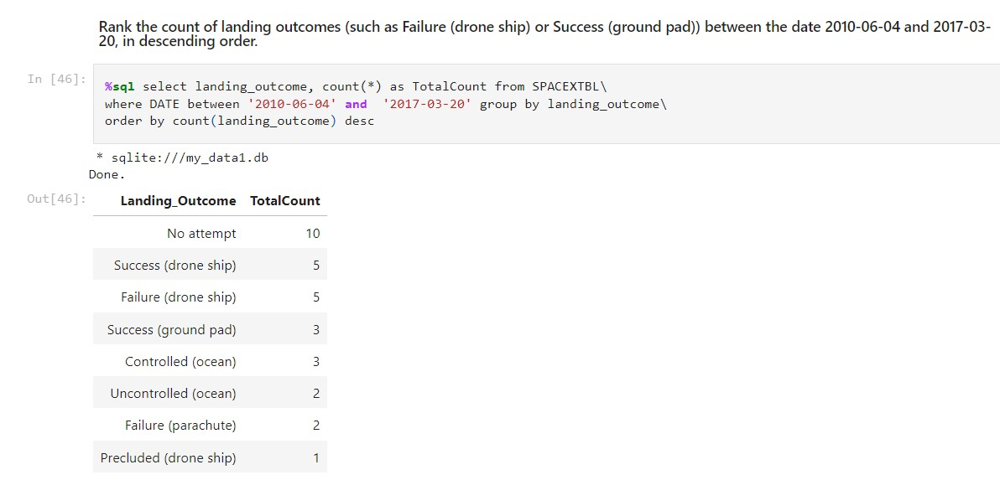 Rank the count of landing outcomes (such as Failure (drone ship) or Success (ground pad)) between the date 2010-06-04 and 2017-03-
20, in descending order.
In [46]:
%sql select landing_outcome, count(*) as TotalCount from SPACEXTBL\
where DATE between '2010-06-04' and  '2017-03-20' group by landing_outcome\
order by count(landing_outcome) desc
* sqlite:///my_data1.db
Done.
Out[46]:
Landing_Outcome TotalCount
No attempt 10
Success (drone ship) 5
Failure (drone ship) 5
Success (ground pad) 3
Controlled (ocean) 3
Uncontrolled (ocean) 2
Failure (parachute) 2
Precluded (drone ship) 1